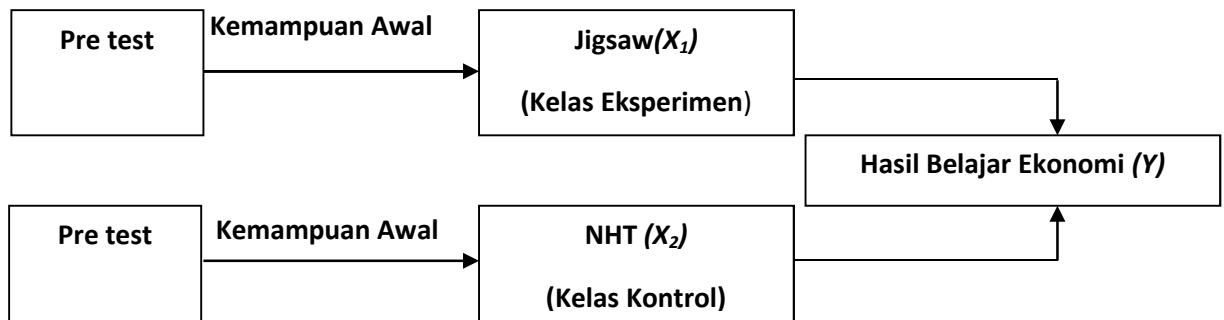 Pre test
Kemampuan Awal
Jigsaw(X₁)
(Kelas Eksperimen)
Hasil Belajar Ekonomi (Y)
Pre test
Kemampuan Awal
NHT (X₂)
(Kelas Kontrol)